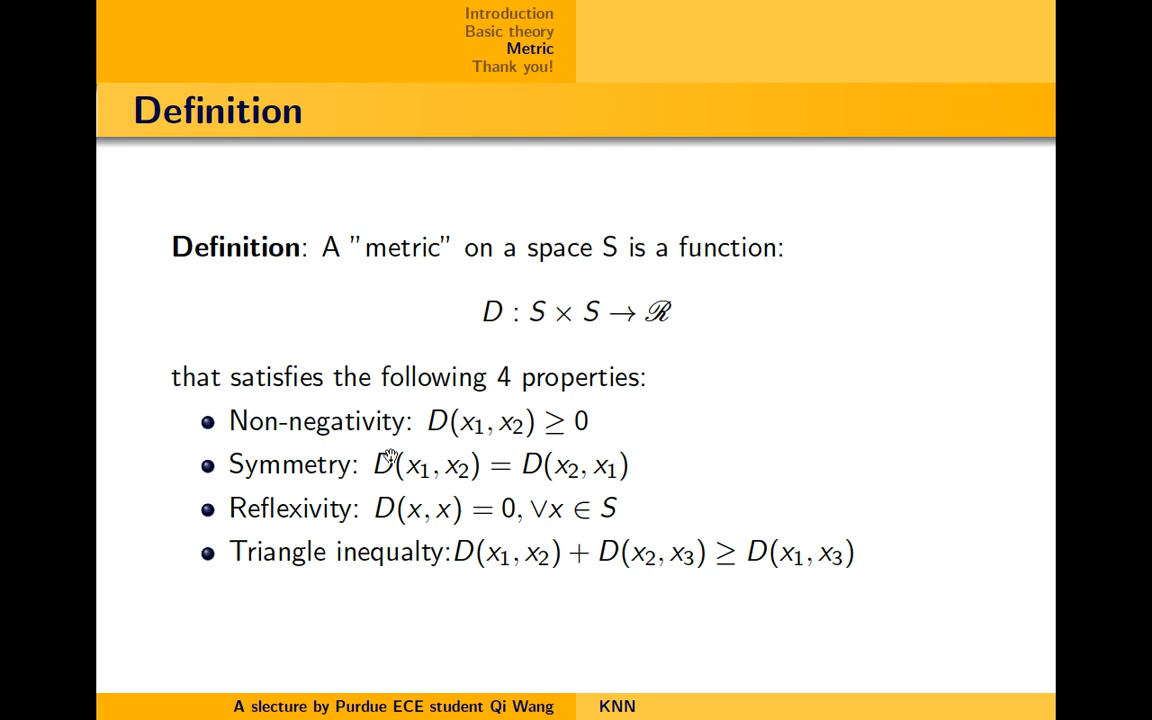 Introduction
Basic theory
Metric
Thank you!
Definition
Definition: A "metric" on a space S is a function:
D : S × S → ℛ
that satisfies the following 4 properties:
Non-negativity: D(x₁, x₂) ≥ 0
Symmetry: D(x₁, x₂) = D(x₂, x₁)
Reflexivity: D(x, x) = 0, ∀x ∈ S
Triangle inequalty:D(x₁, x₂) + D(x₂, x₃) ≥ D(x₁, x₃)
A slecture by Purdue ECE student Qi Wang KNN